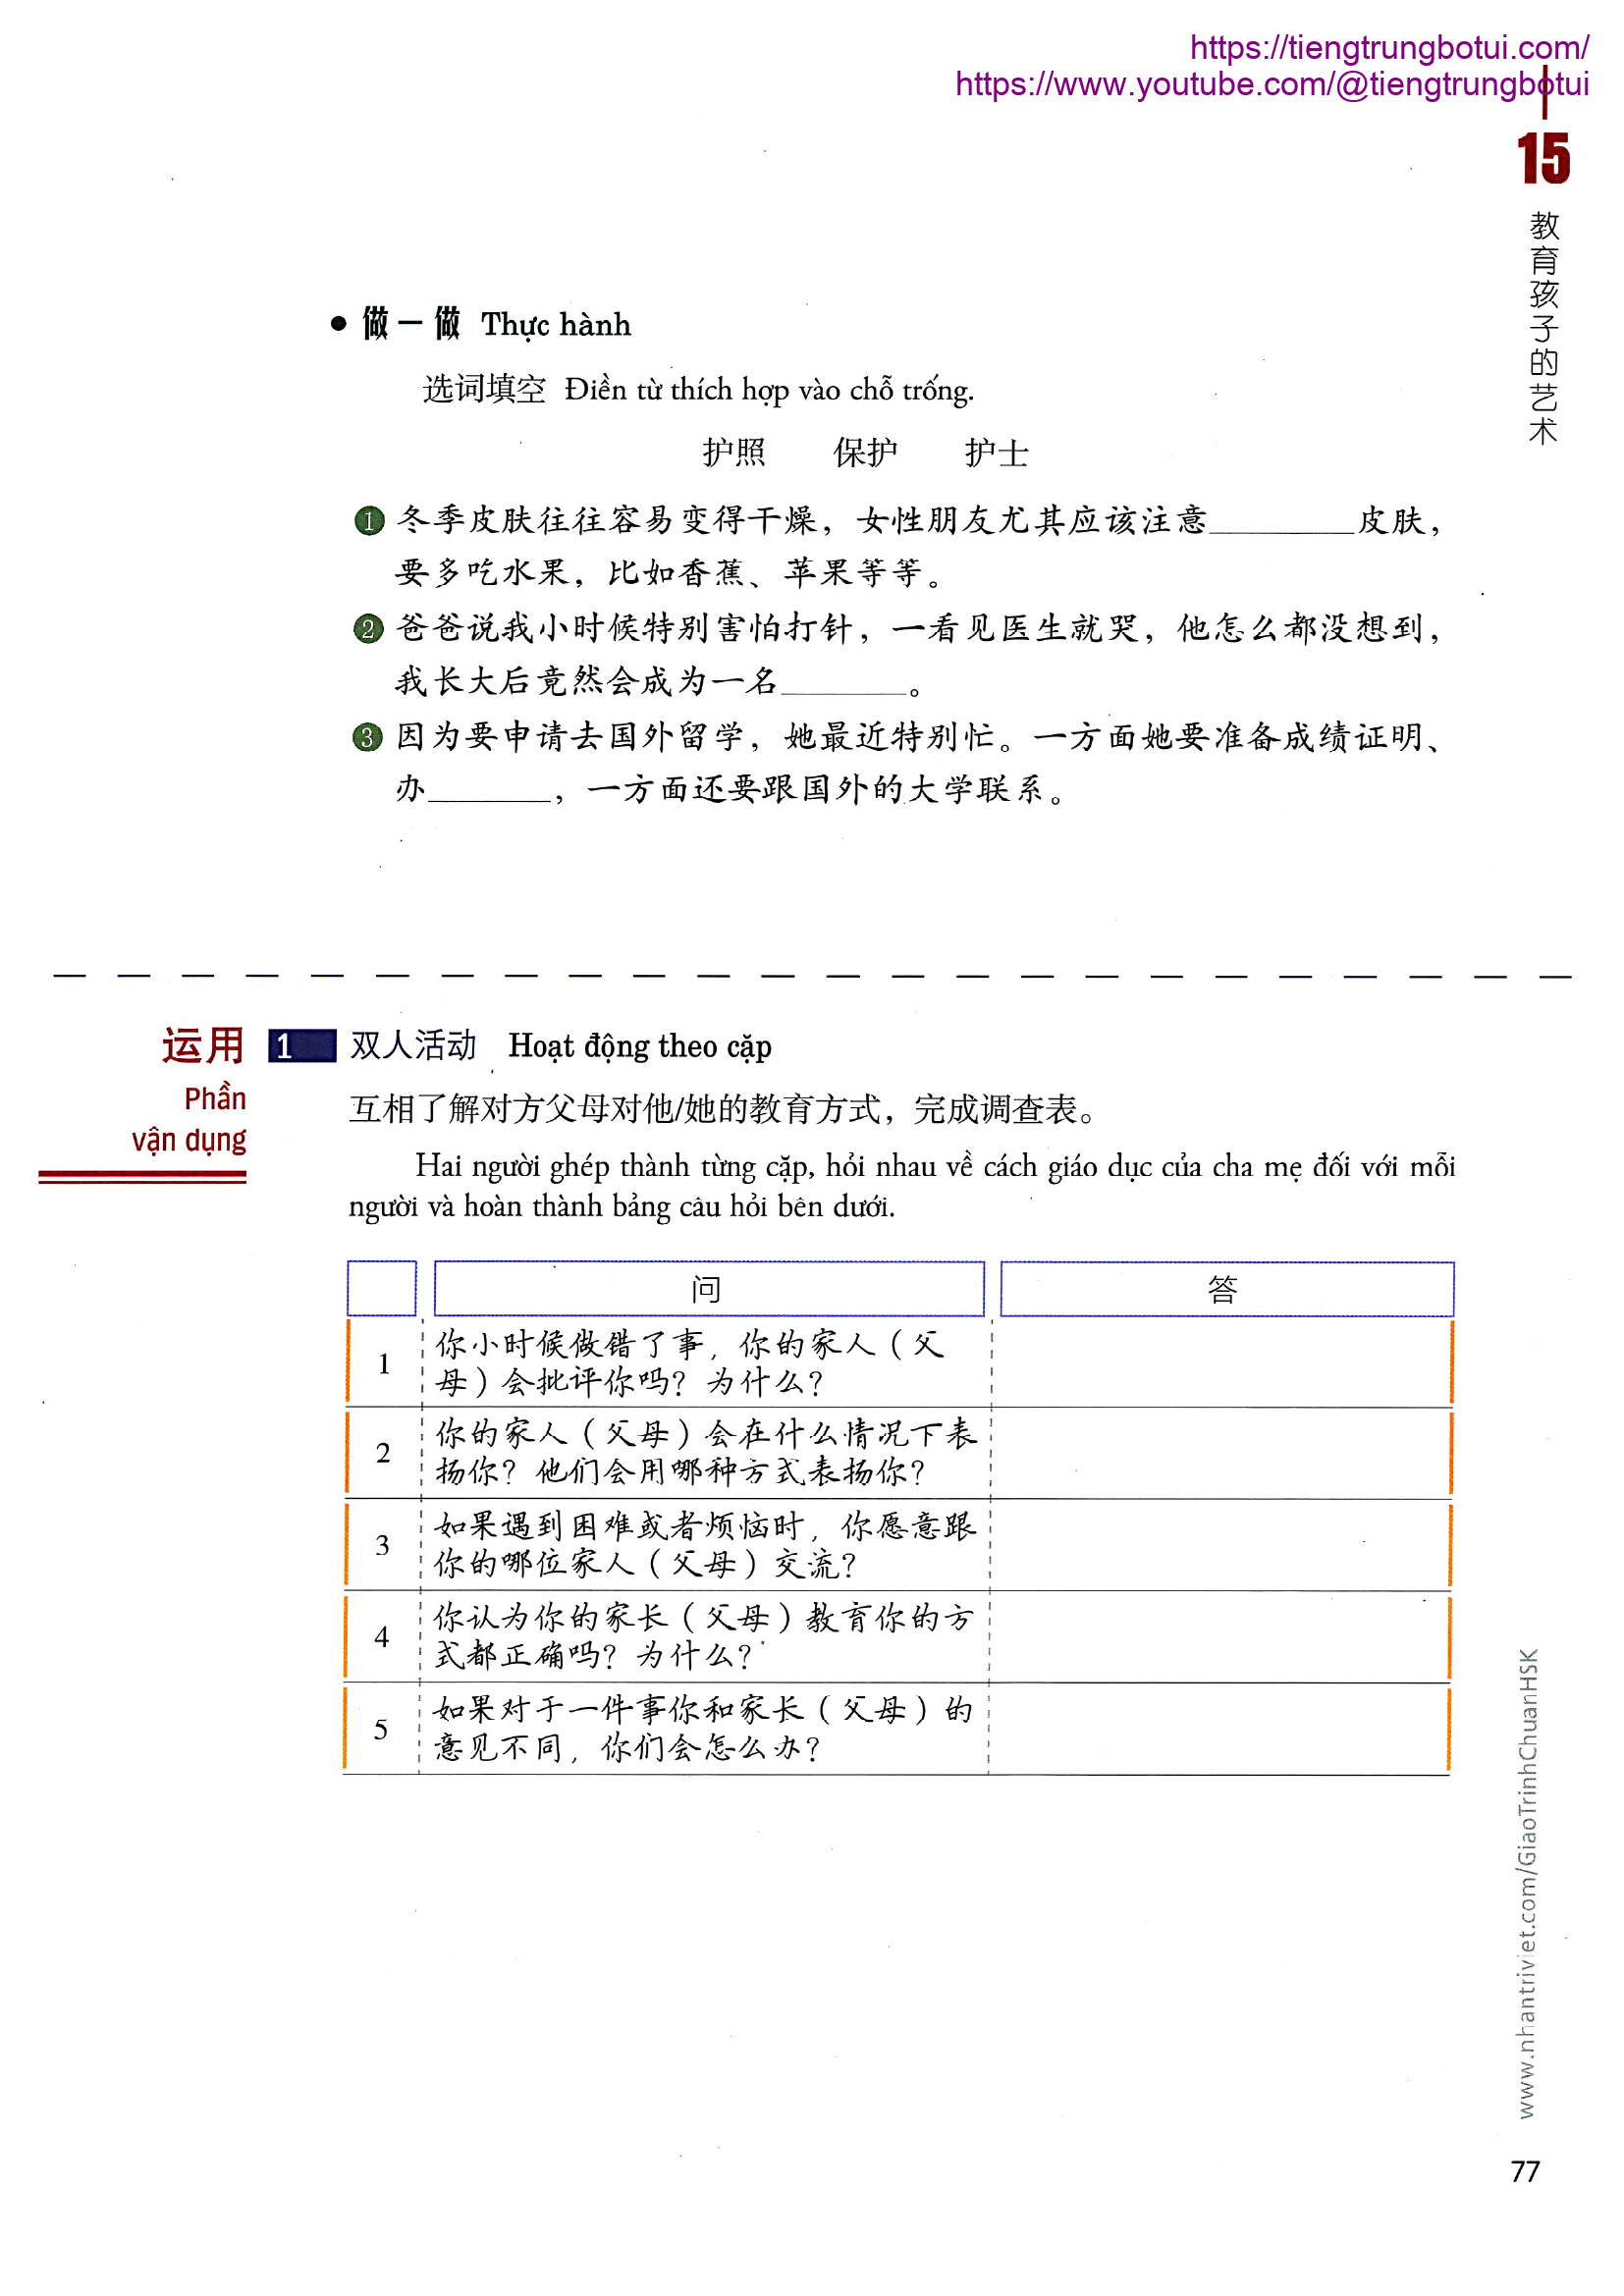 https://tiengtrungbotui.com/
https://www.youtube.com/@tiengtrungbotui
15
教育孩子的艺术
● 做一做 Thực hành
选词填空 Điền từ thích hợp vào chỗ trống.
护照 保护 护士
1 冬季皮肤往往容易变得干燥，女性朋友尤其应该注意________皮肤，
要多吃水果，比如香蕉、苹果等等。
2 爸爸说我小时候特别害怕打针，一看见医生就哭，他怎么都没想到，
我长大后竟然会成为一名________。
3 因为要申请去国外留学，她最近特别忙。一方面她要准备成绩证明、
办________，一方面还要跟国外的大学联系。
运用
Phần
vận dụng
1 双人活动 Hoạt động theo cặp
互相了解对方父母对他/她的教育方式，完成调查表。
Hai người ghép thành từng cặp, hỏi nhau về cách giáo dục của cha mẹ đối với mỗi
người và hoàn thành bảng câu hỏi bên dưới.
问 答
1 你小时候做错了事，你的家人（父
母）会批评你吗？为什么？
2 你的家人（父母）会在什么情况下表
扬你？他们会用哪种方式表扬你？
3 如果遇到困难或者烦恼时，你愿意跟
你的哪位家人（父母）交流？
4 你认为你的家长（父母）教育你的方
式都正确吗？为什么？
5 如果对于一件事你和家长（父母）的
意见不同，你们会怎么办？
www.nhantriviet.com/GiaoTrinhChuanHSK
77